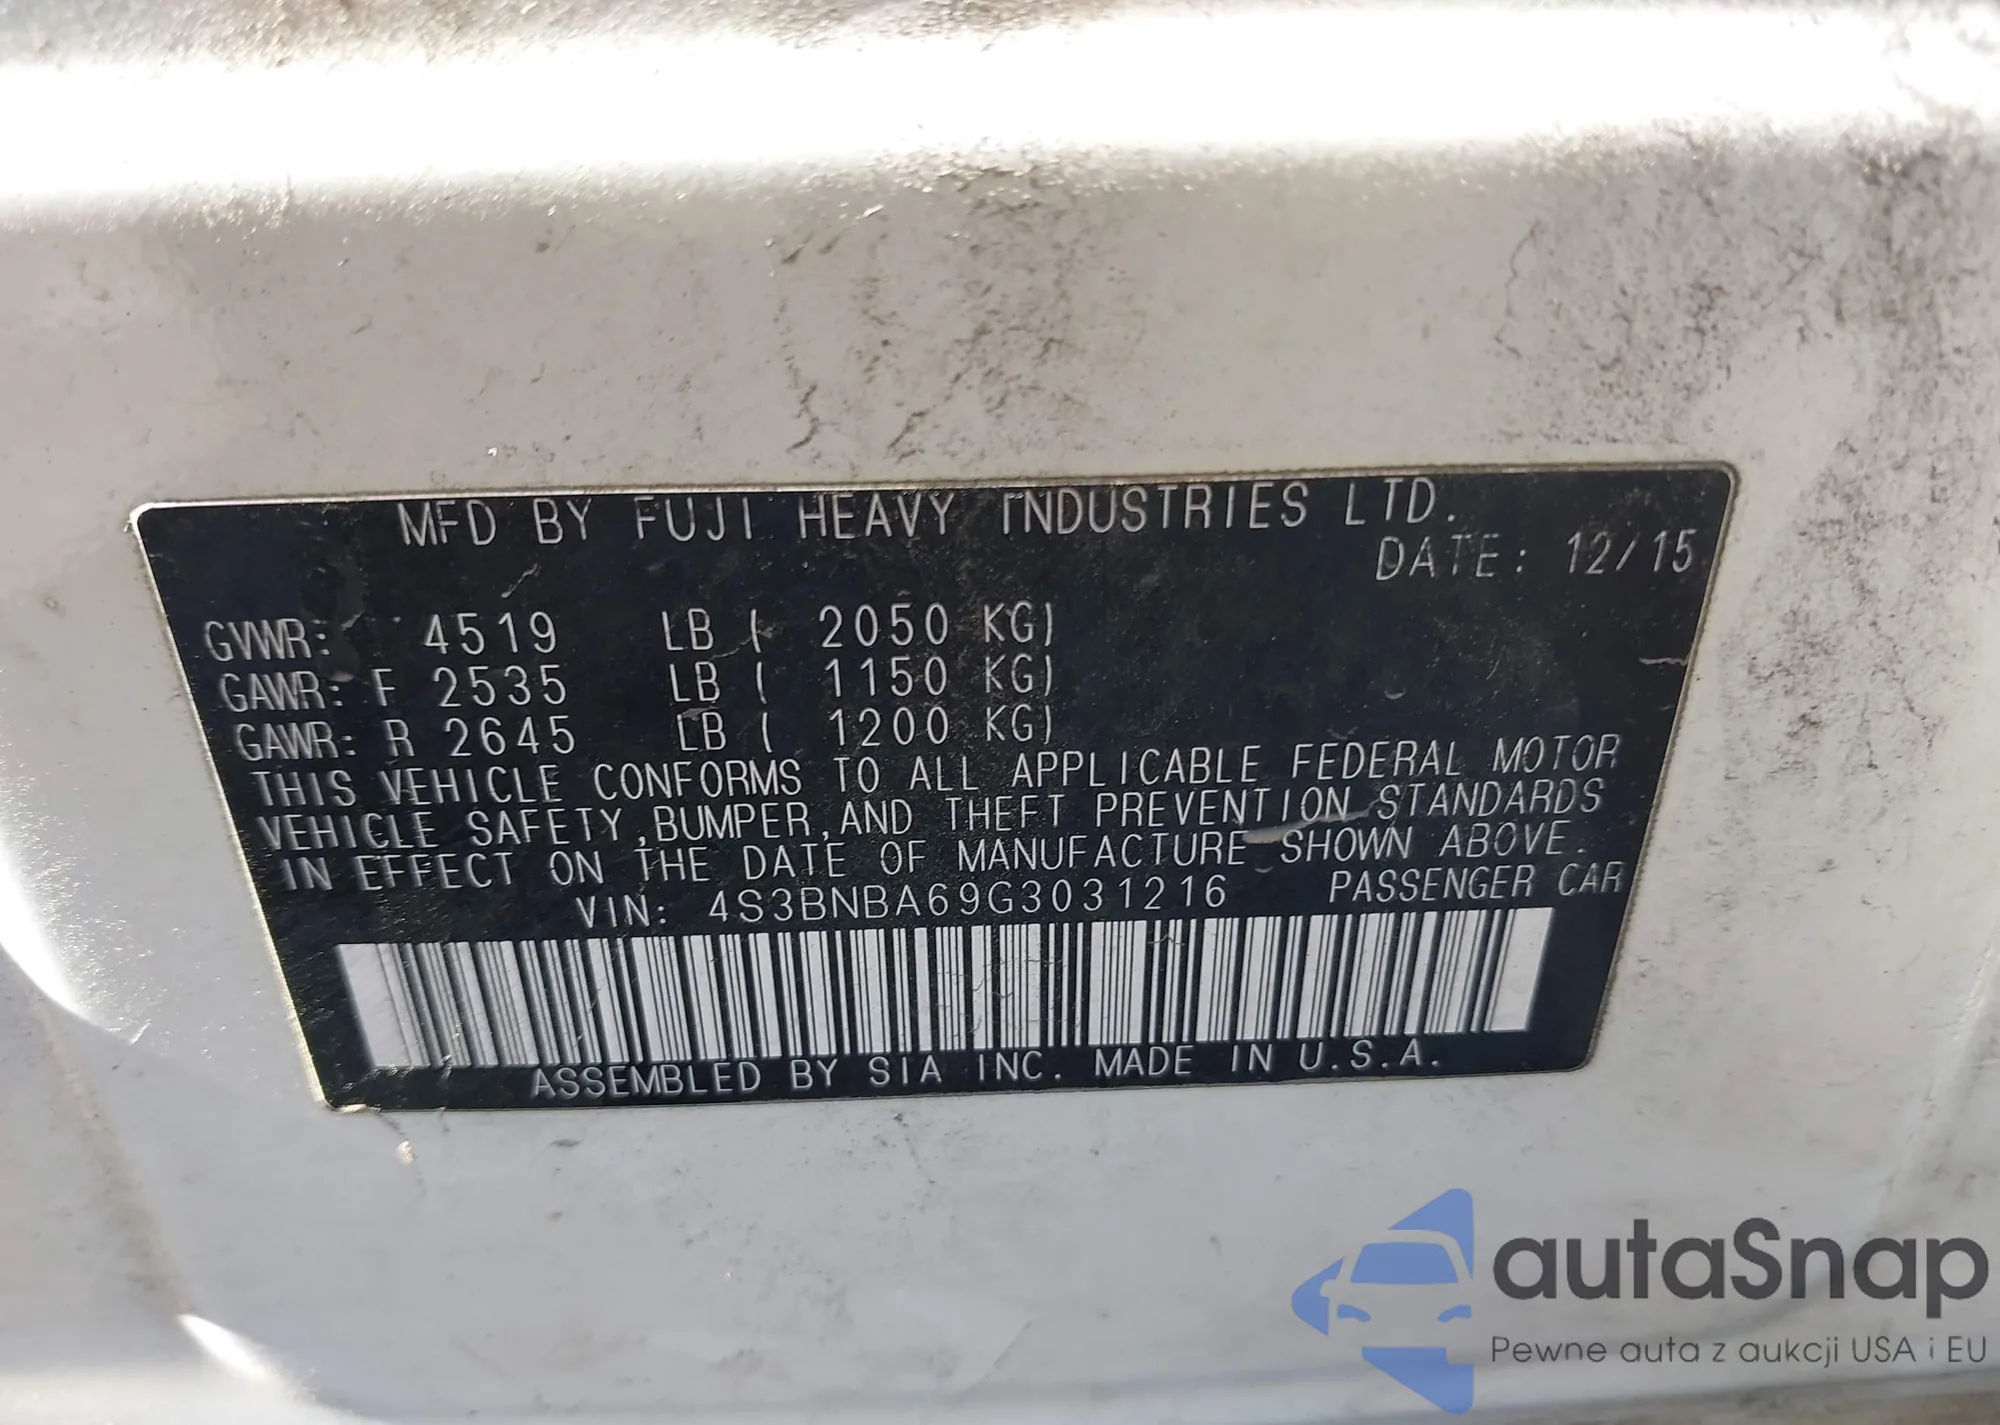 MFD BY FUJI HEAVY INDUSTRIES LTD.
DATE: 12/15
GVWR: 4519 LB ( 2050 KG)
GAWR: F 2535 LB ( 1150 KG)
GAWR: R 2645 LB ( 1200 KG)
THIS VEHICLE CONFORMS TO ALL APPLICABLE FEDERAL MOTOR
VEHICLE SAFETY,BUMPER,AND THEFT PREVENTION STANDARDS
IN EFFECT ON THE DATE OF MANUFACTURE SHOWN ABOVE.
VIN: 4S3BNBA69G3031216 PASSENGER CAR
ASSEMBLED BY SIA INC. MADE IN U.S.A.
autaSnap
Pewne auta z aukcji USA i EU